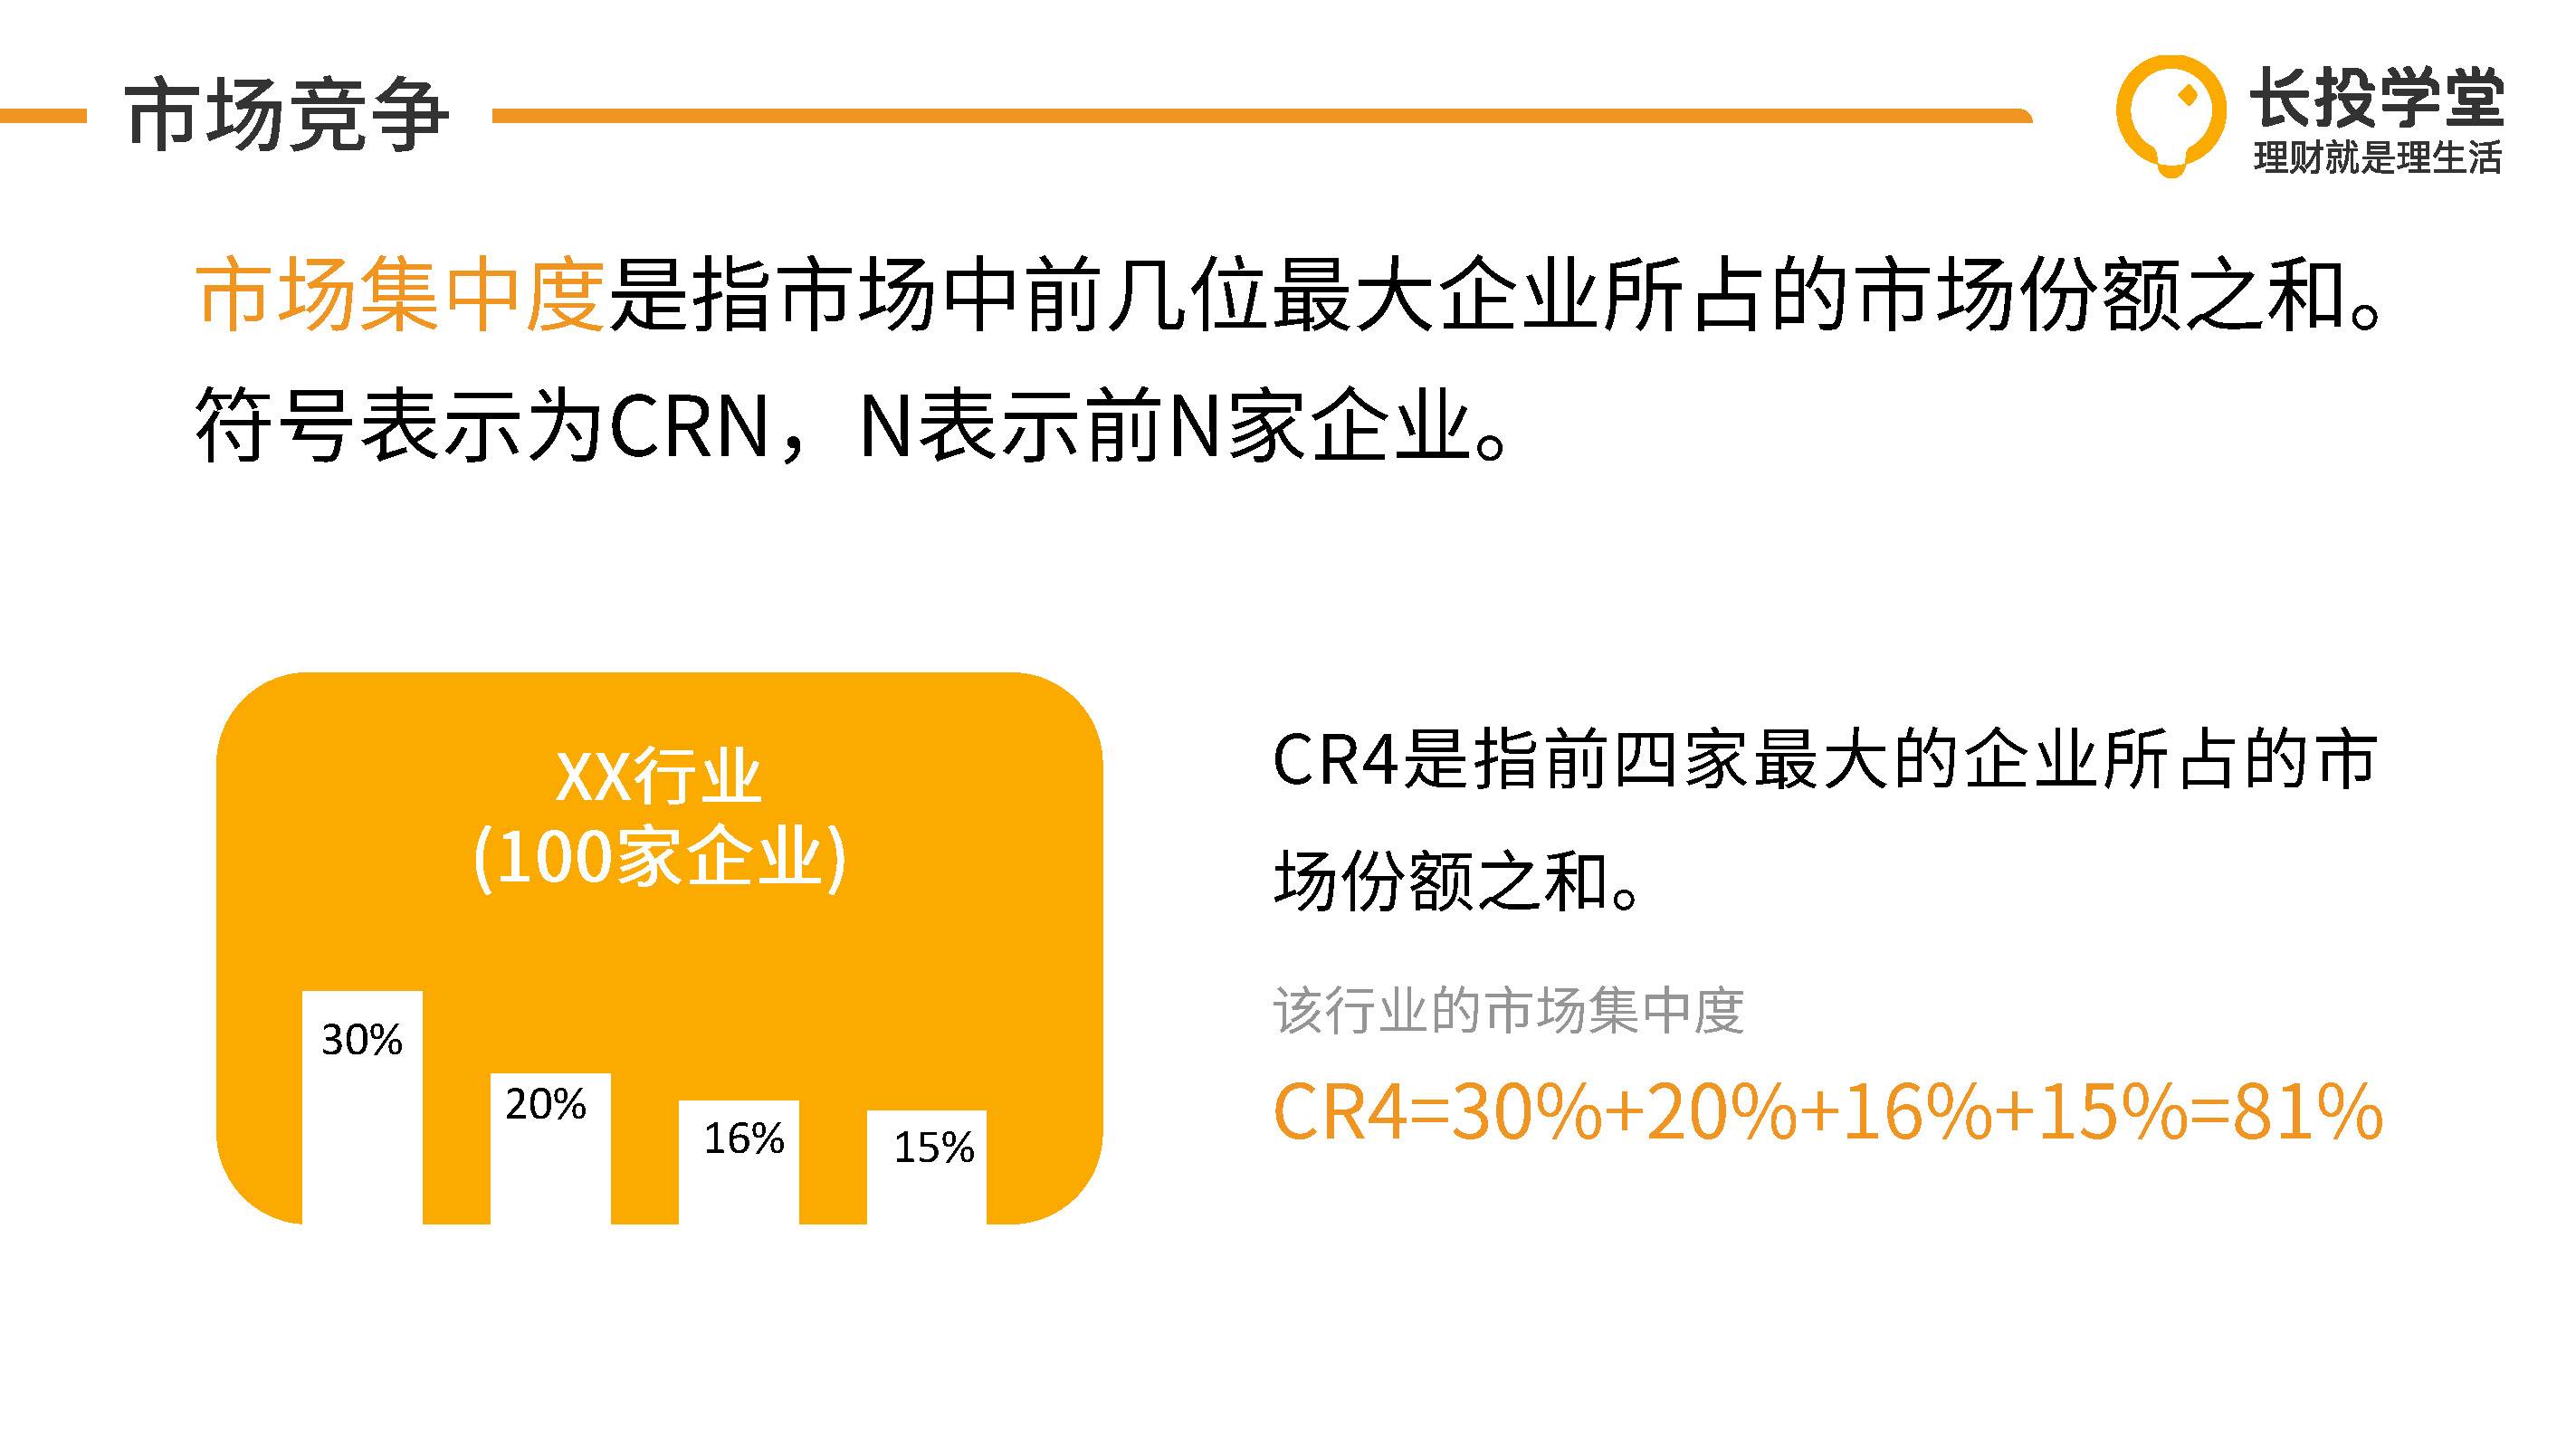 市场竞争
长投学堂
理财就是理生活
市场集中度是指市场中前几位最大企业所占的市场份额之和。
符号表示为CRN，N表示前N家企业。
XX行业
(100家企业)
30%
20%
16%
15%
CR4是指前四家最大的企业所占的市
场份额之和。
该行业的市场集中度
CR4=30%+20%+16%+15%=81%